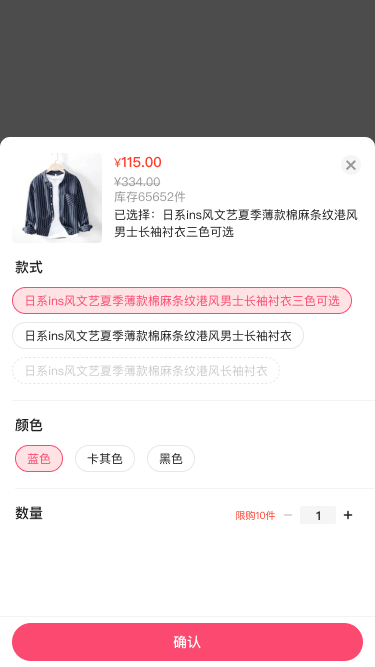 ¥115.00
¥334.00
库存65652件
已选择：日系ins风文艺夏季薄款棉麻条纹港风
男士长袖衬衣三色可选
款式
日系ins风文艺夏季薄款棉麻条纹港风男士长袖衬衣三色可选
日系ins风文艺夏季薄款棉麻条纹港风男士长袖衬衣
日系ins风文艺夏季薄款棉麻条纹港风长袖衬衣
颜色
蓝色 卡其色 黑色
数量 限购10件 － 1 +
确认